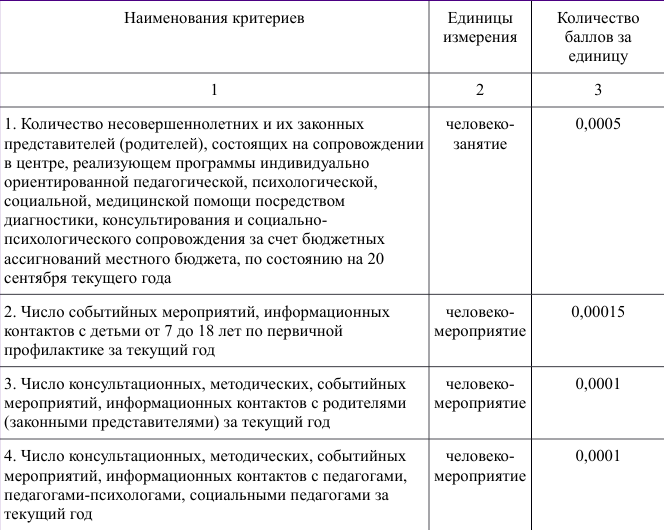 Наименования критериев
Единицы
измерения
Количество
баллов за
единицу
1
2
3
1. Количество несовершеннолетних и их законных
представителей (родителей), состоящих на сопровождении
в центре, реализующем программы индивидуально
ориентированной педагогической, психологической,
социальной, медицинской помощи посредством
диагностики, консультирования и социально-
психологического сопровождения за счет бюджетных
ассигнований местного бюджета, по состоянию на 20
сентября текущего года
человеко-
занятие
0,0005
2. Число событийных мероприятий, информационных
контактов с детьми от 7 до 18 лет по первичной
профилактике за текущий год
человеко-
мероприятие
0,00015
3. Число консультационных, методических, событийных
мероприятий, информационных контактов с родителями
(законными представителями) за текущий год
человеко-
мероприятие
0,0001
4. Число консультационных, методических, событийных
мероприятий, информационных контактов с педагогами,
педагогами-психологами, социальными педагогами за
текущий год
человеко-
мероприятие
0,0001